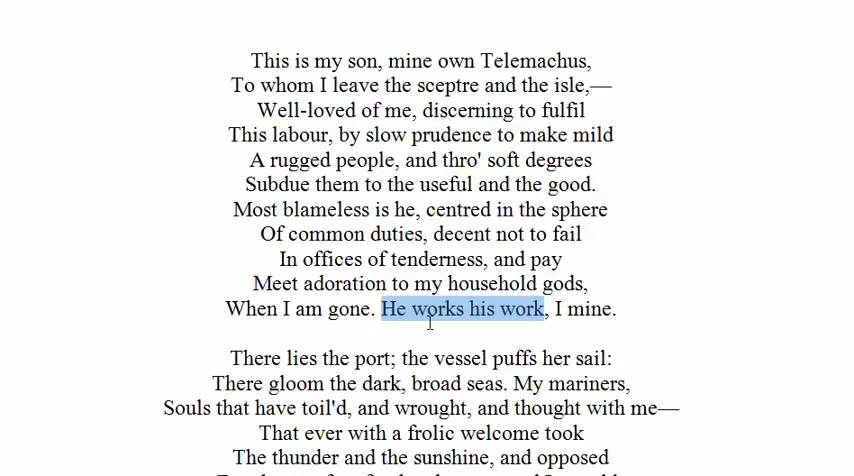 This is my son, mine own Telemachus,
To whom I leave the sceptre and the isle,—
Well-loved of me, discerning to fulfil
This labour, by slow prudence to make mild
A rugged people, and thro' soft degrees
Subdue them to the useful and the good.
Most blameless is he, centred in the sphere
Of common duties, decent not to fail
In offices of tenderness, and pay
Meet adoration to my household gods,
When I am gone. He works his work, I mine.
There lies the port; the vessel puffs her sail:
There gloom the dark, broad seas. My mariners,
Souls that have toil'd, and wrought, and thought with me—
That ever with a frolic welcome took
The thunder and the sunshine, and opposed